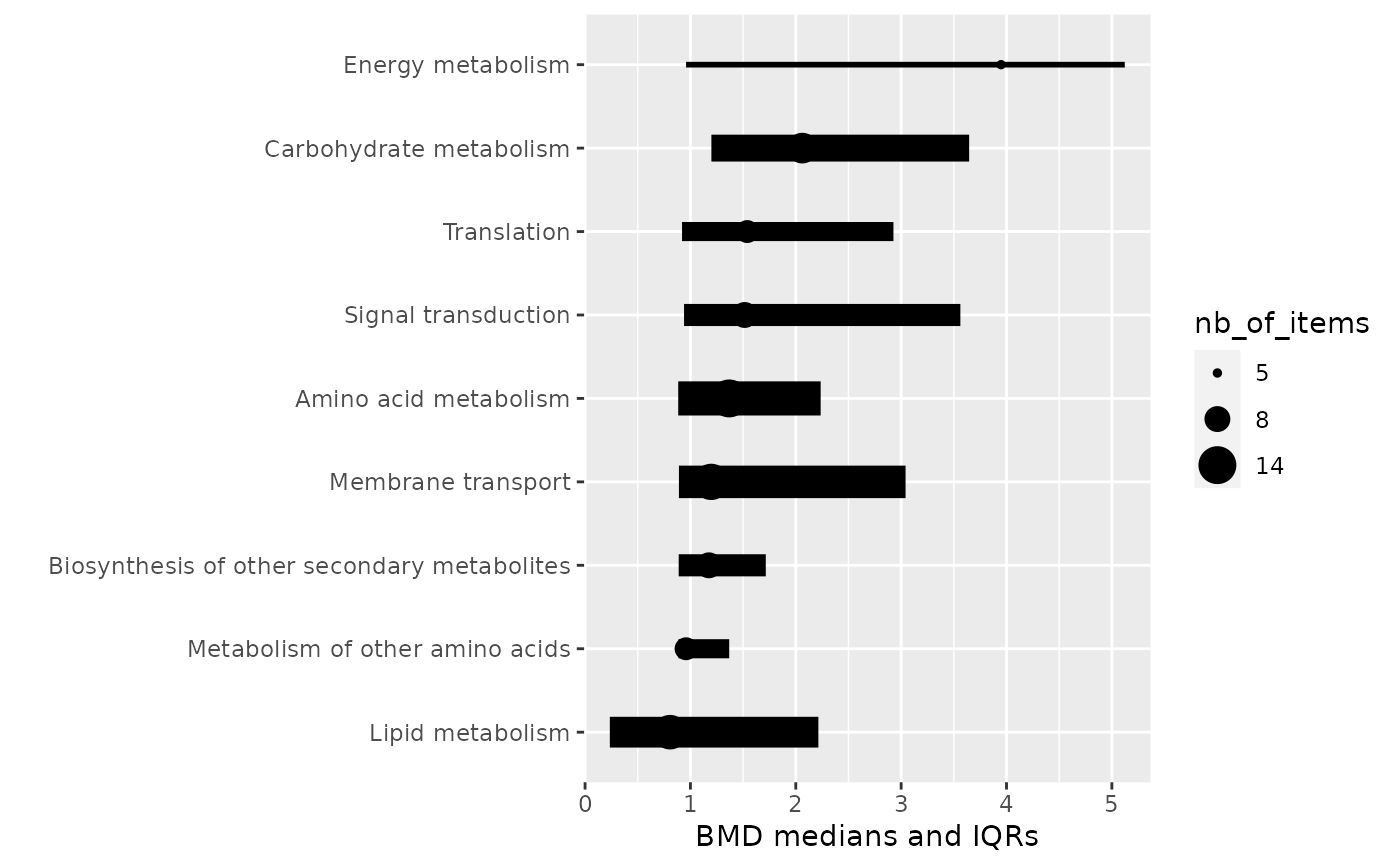 Energy metabolism
Carbohydrate metabolism
Translation
Signal transduction
Amino acid metabolism
Membrane transport
Biosynthesis of other secondary metabolites
Metabolism of other amino acids
Lipid metabolism
0 1 2 3 4 5
BMD medians and IQRs
nb_of_items
5
8
14